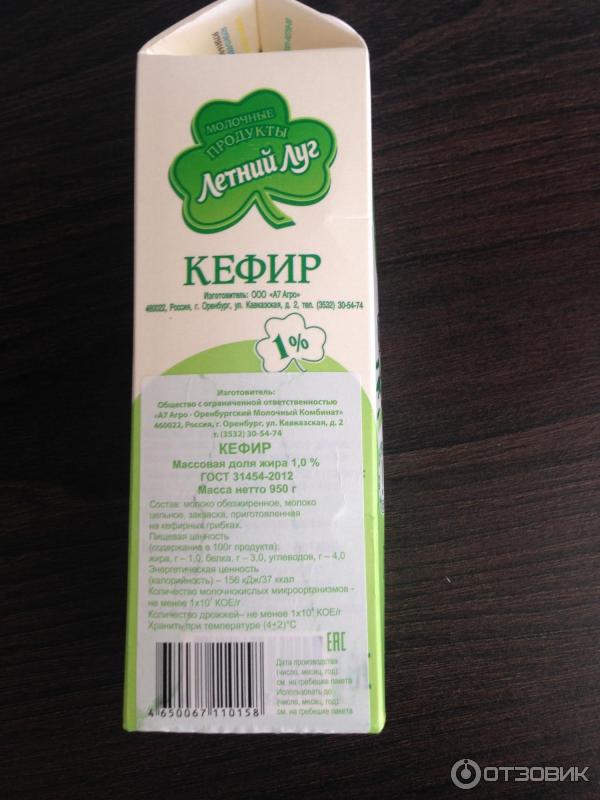 МОЛОЧНЫЕ
ПРОДУКТЫ
Летний Луг
КЕФИР
Изготовитель: ООО «А7 Агро»
460022, Россия, г. Оренбург, ул. Кавказская, д. 2, тел. (3532) 30-54-74
1%
Изготовитель:
Общество с ограниченной ответственностью
«А7 Агро - Оренбургский Молочный Комбинат»
460022, Россия, г. Оренбург, ул. Кавказская, д. 2
т. (3532) 30-54-74
КЕФИР
Массовая доля жира 1,0 %
ГОСТ 31454-2012
Масса нетто 950 г
Состав: молоко обезжиренное, молоко
цельное, закваска, приготовленная
на кефирных грибках.
Пищевая ценность
(содержание в 100г продукта):
жира, г – 1,0, белка, г – 3,0, углеводов, г – 4,0
Энергетическая ценность
(калорийность) – 156 кДж/37 ккал
Количество молочнокислых микроорганизмов -
не менее 1х10⁷ КОЕ/г
Количество дрожжей– не менее 1х10⁴ КОЕ/г
Хранить при температуре (4±2)°С
EAC
Дата производства
(число, месяц, год):
см. на гребешке пакета
Использовать до
(число, месяц, год):
см. на гребешке пакета
4 650067 110158
ОТЗОВИК